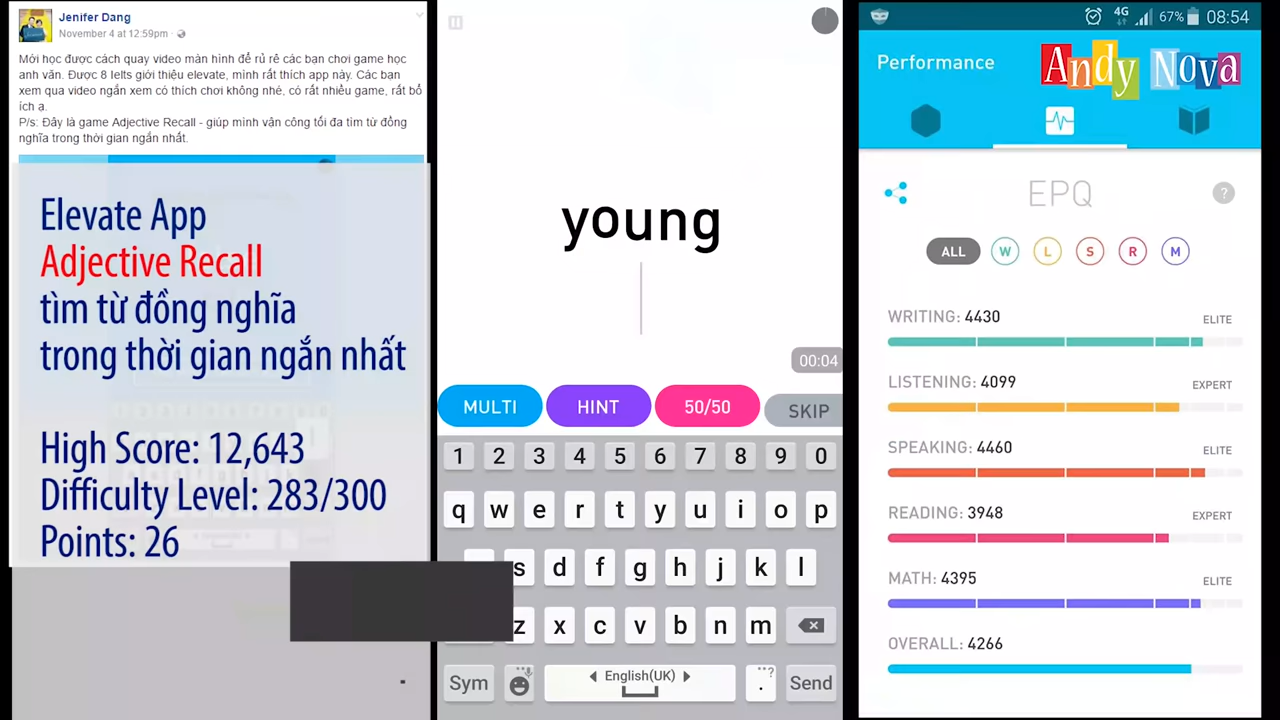 Jenifer Dang
November 4 at 12:59pm ·
Mới học được cách quay video màn hình để rủ rê các bạn chơi game học
anh văn. Được 8 Ielts giới thiệu elevate, mình rất thích app này. Các bạn
xem qua video ngắn xem có thích chơi không nhé, có rất nhiều game, rất bổ
ích ạ.
P/s: Đây là game Adjective Recall - giúp mình vận công tối đa tìm từ đồng
nghĩa trong thời gian ngắn nhất.
Elevate App
Adjective Recall
tìm từ đồng nghĩa
trong thời gian ngắn nhất
High Score: 12,643
Difficulty Level: 283/300
Points: 26
young
00:04
MULTI HINT 50/50 SKIP
1 2 3 4 5 6 7 8 9 0
q w e r t y u i o p
s d f g h j k l
z x c v b n m
Sym English(UK) . Send
4G 67% 08:54
Performance
Andy Nova
EPQ ?
ALL W L S R M
WRITING: 4430 ELITE
LISTENING: 4099 EXPERT
SPEAKING: 4460 ELITE
READING: 3948 EXPERT
MATH: 4395 ELITE
OVERALL: 4266